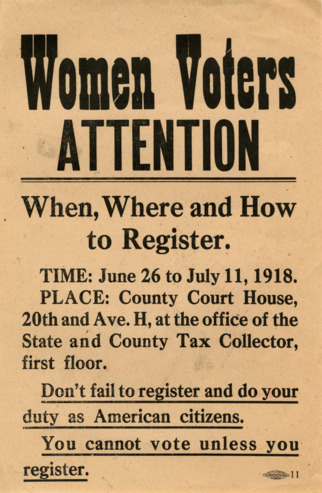 Women Voters
ATTENTION
When, Where and How
to Register.
TIME: June 26 to July 11, 1918.
PLACE: County Court House,
20th and Ave. H, at the office of the
State and County Tax Collector,
first floor.
Don't fail to register and do your
duty as American citizens.
You cannot vote unless you
register.
11